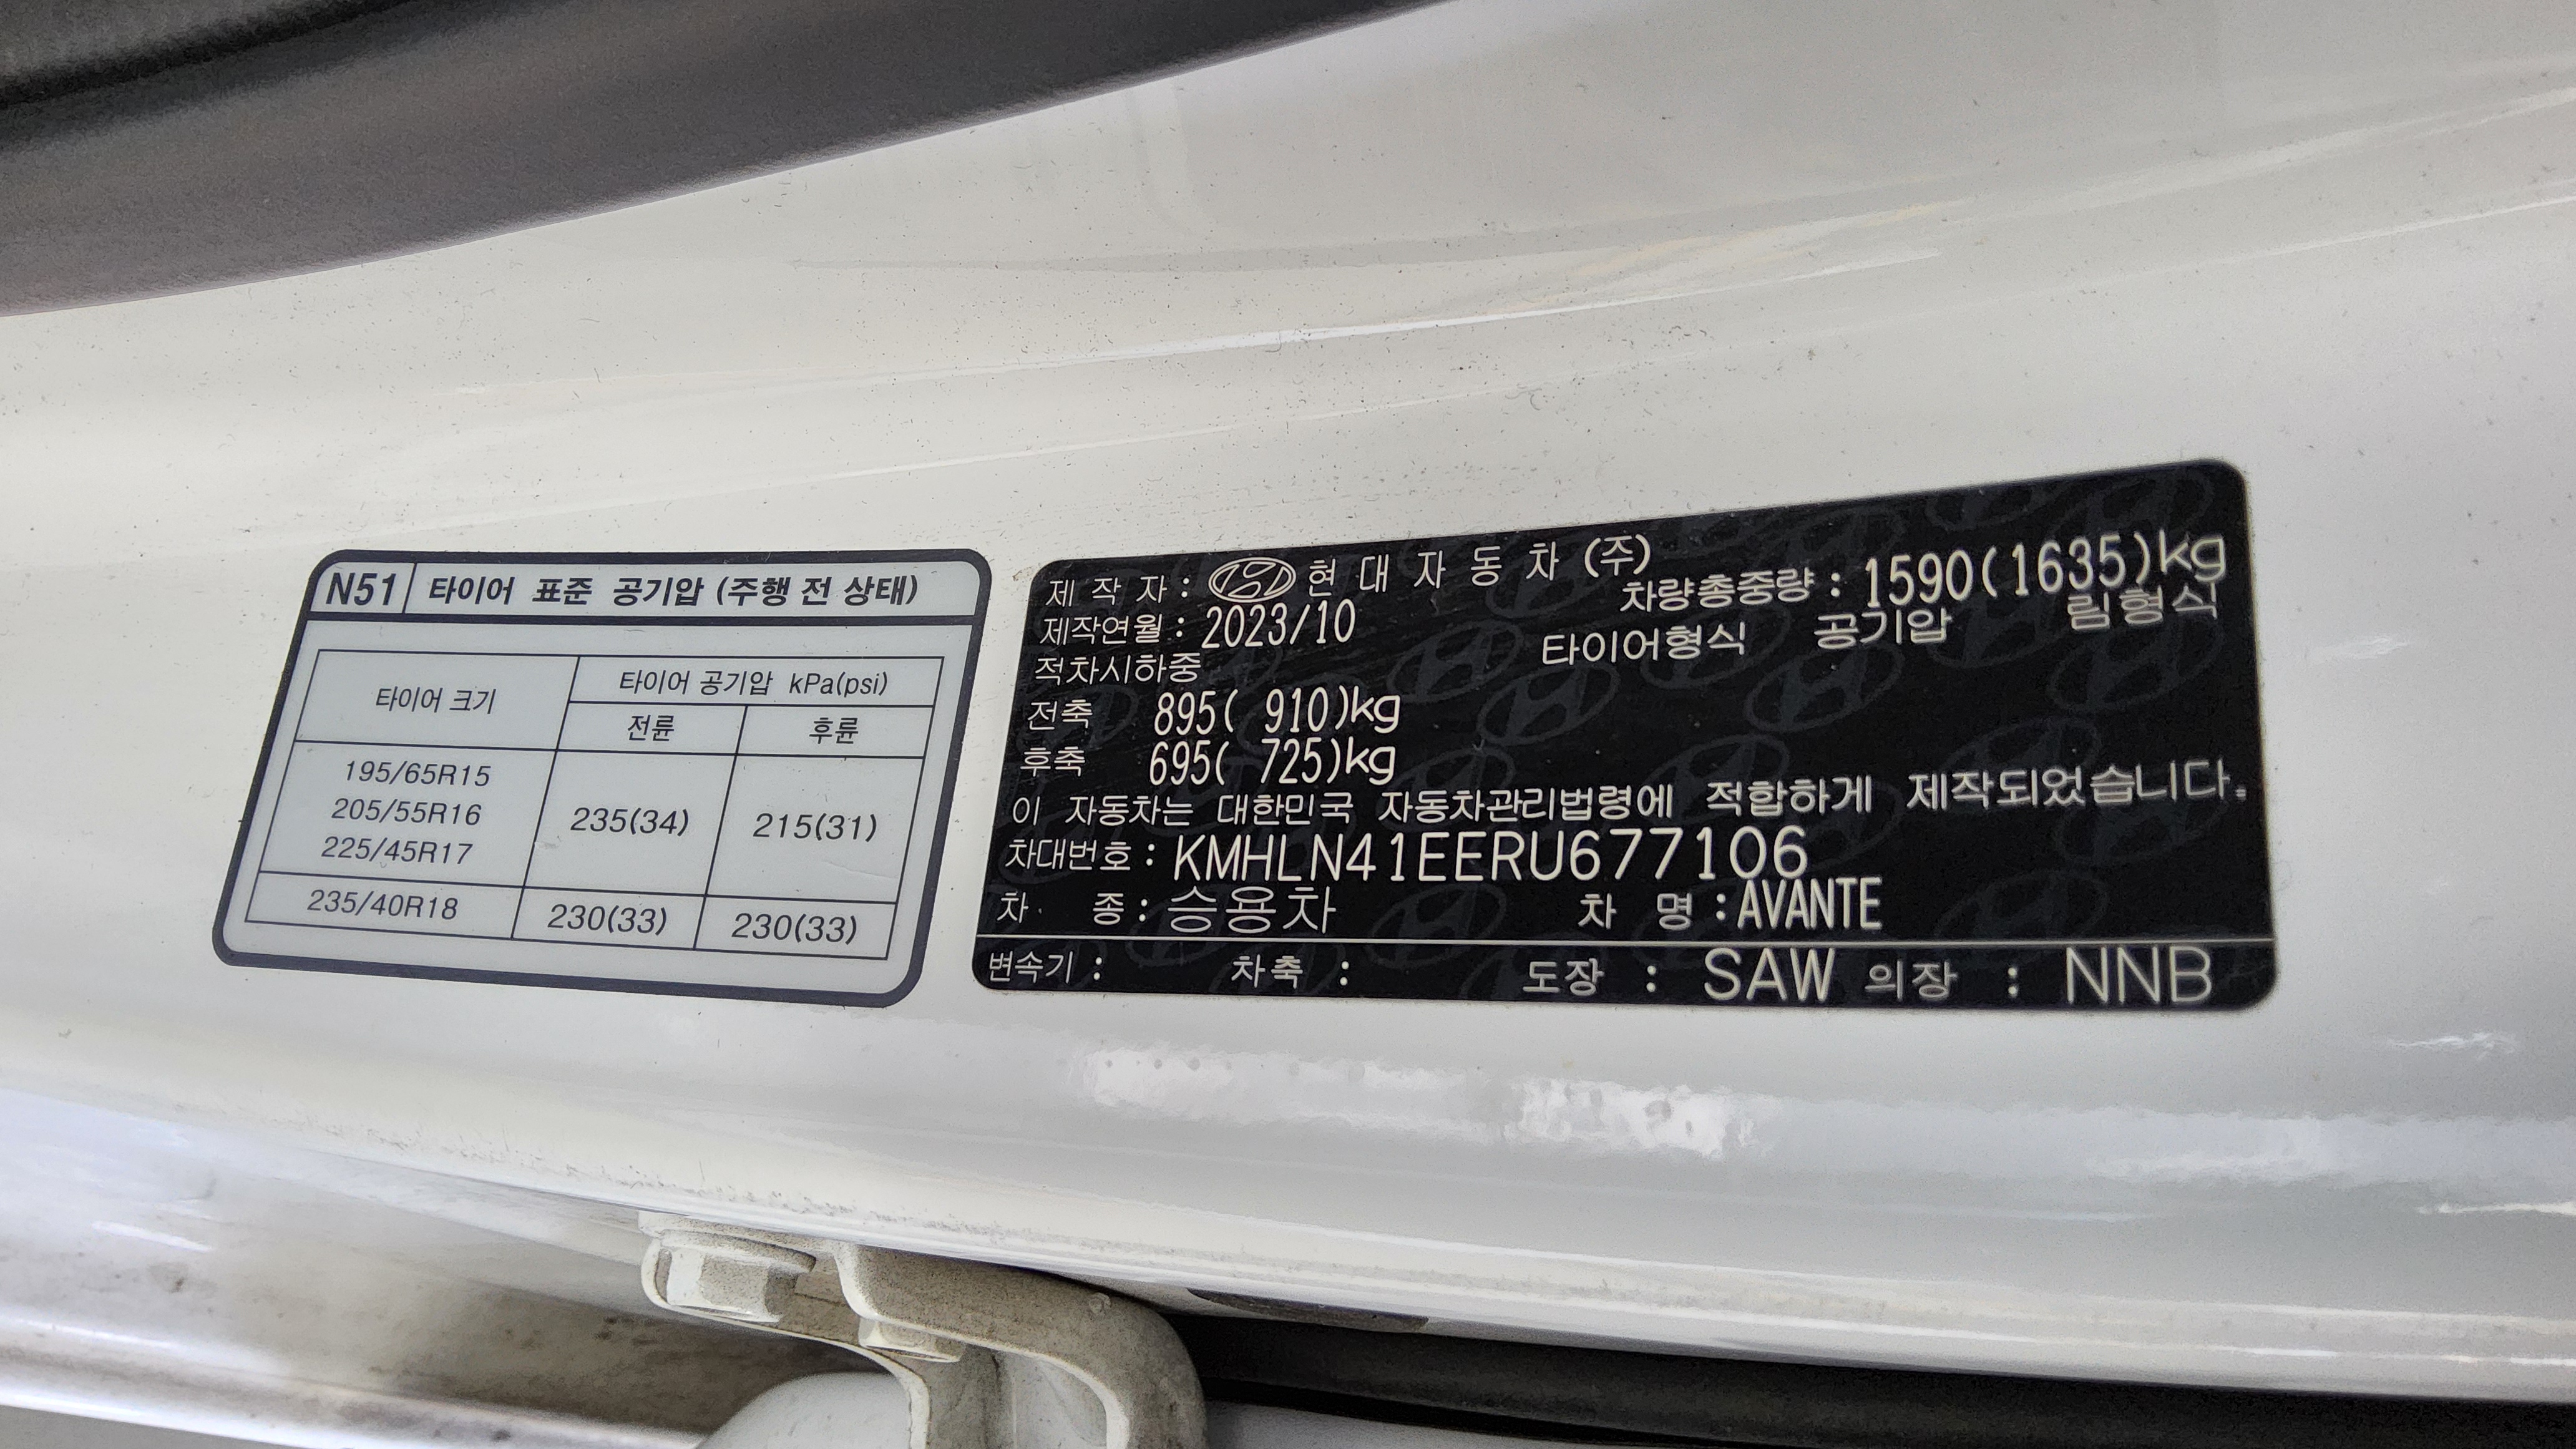 N51 타이어 표준 공기압 (주행 전 상태)
타이어 크기
타이어 공기압 kPa(psi)
전륜 후륜
195/65R15
205/55R16
225/45R17
235(34) 215(31)
235/40R18 230(33) 230(33)
제 작 자 : 현 대 자 동 차 (주)
차량총중량 : 1590(1635)kg
제작연월 : 2023/10
타이어형식 공기압 림형식
적차시하중
전축 895( 910)kg
후축 695( 725)kg
이 자동차는 대한민국 자동차관리법령에 적합하게 제작되었습니다.
차대번호 : KMHLN41EERU677106
차 종 : 승용차 차 명 : AVANTE
변속기 : 차축 : 도장 : SAW 의장 : NNB